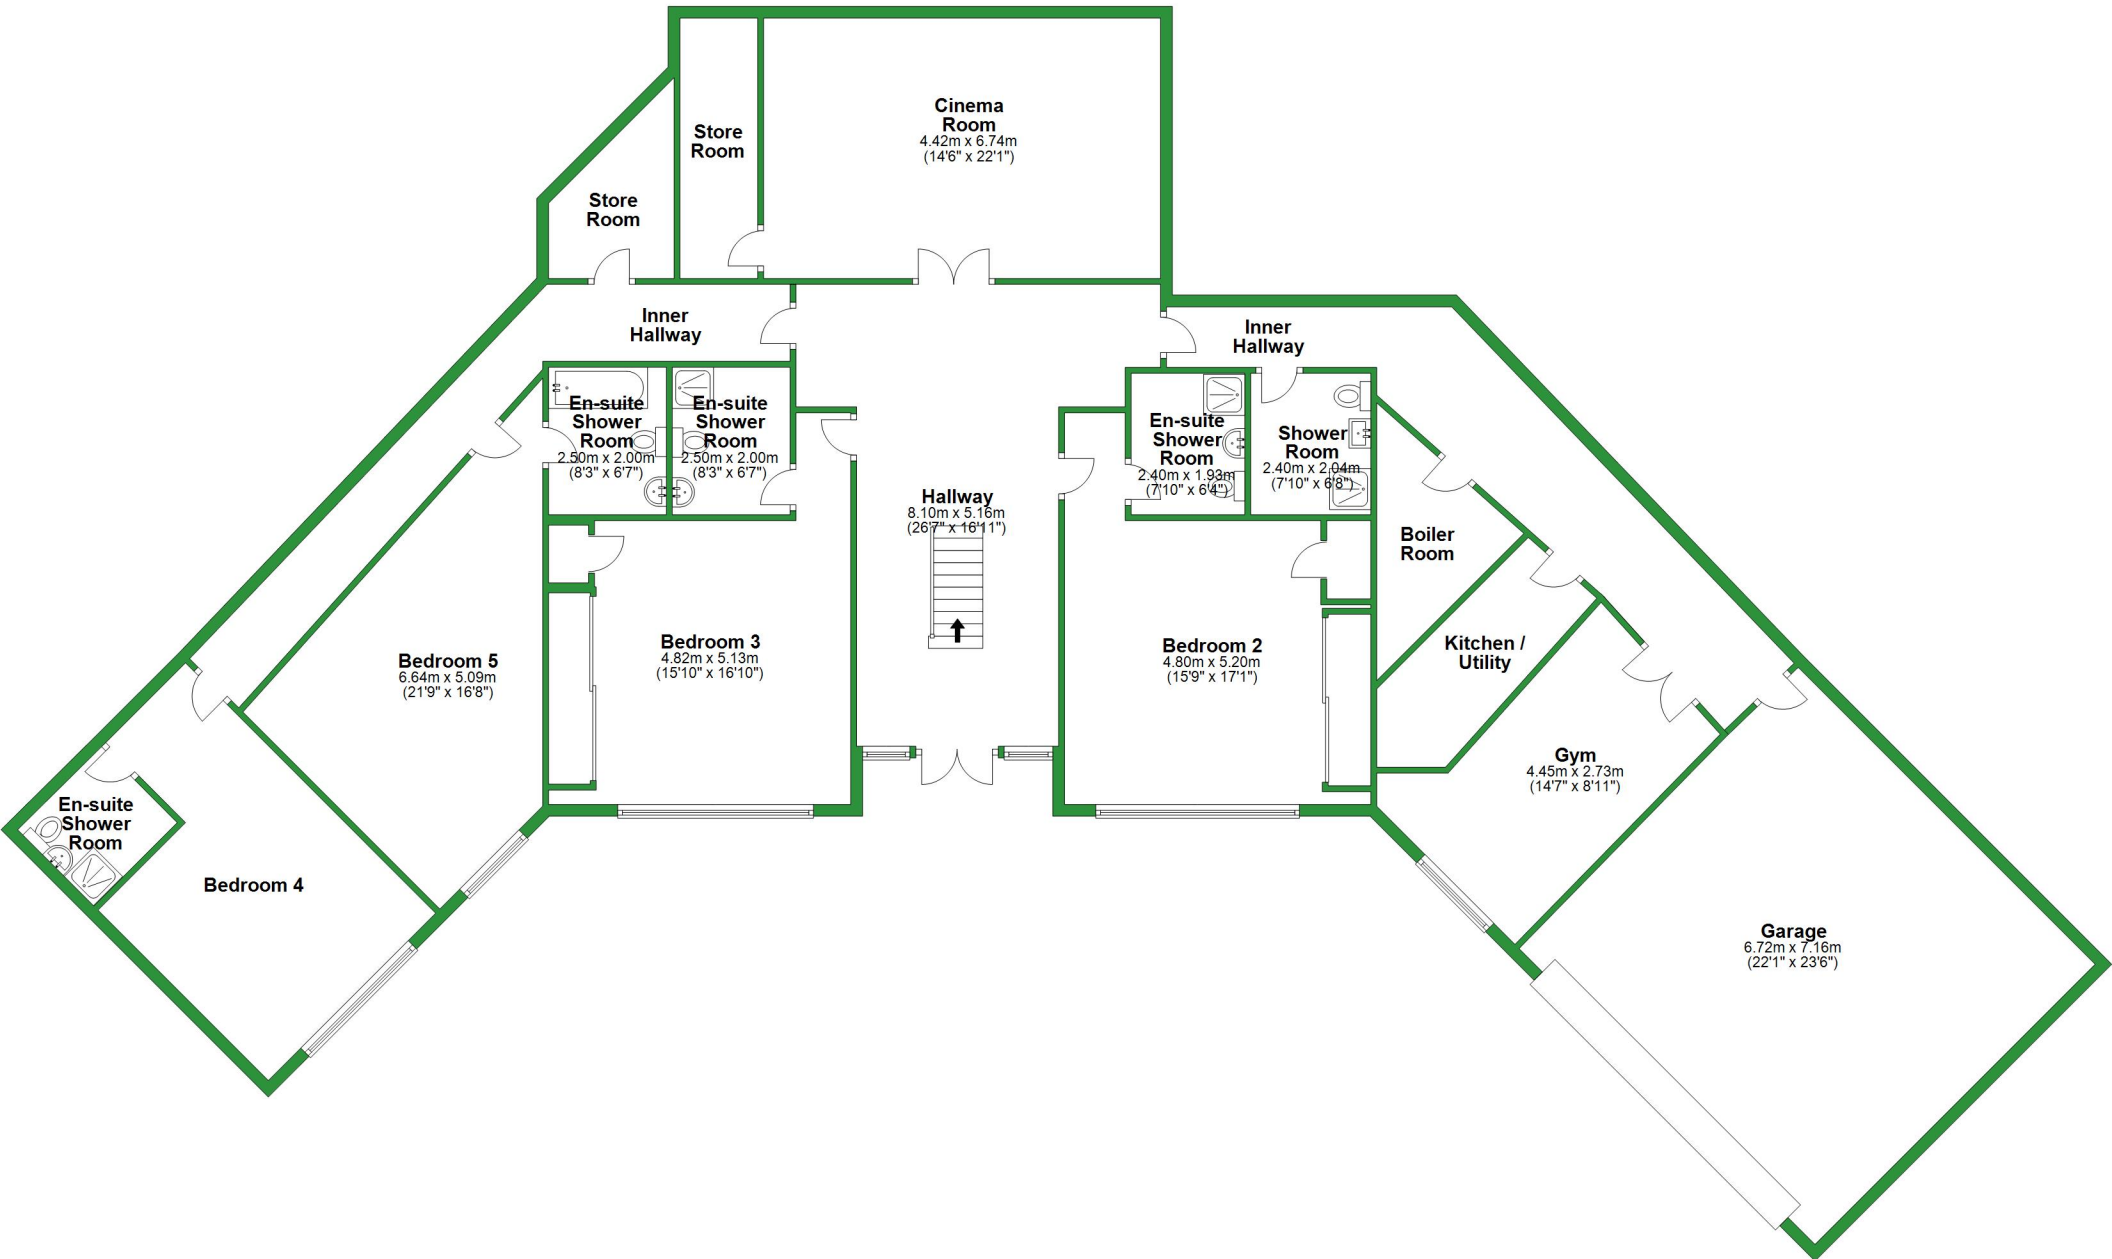 Cinema
Room
4.42m x 6.74m
(14'6" x 22'1")
Store
Room
Store
Room
Inner
Hallway
Inner
Hallway
En-suite
Shower
Room
2.50m x 2.00m
(8'3" x 6'7")
En-suite
Shower
Room
2.50m x 2.00m
(8'3" x 6'7")
En-suite
Shower
Room
2.40m x 1.93m
(7'10" x 6'4")
Shower
Room
2.40m x 2.04m
(7'10" x 6'8")
Hallway
8.10m x 5.16m
(26'7" x 16'11")
Boiler
Room
Bedroom 5
6.64m x 5.09m
(21'9" x 16'8")
Bedroom 3
4.82m x 5.13m
(15'10" x 16'10")
Bedroom 2
4.80m x 5.20m
(15'9" x 17'1")
Kitchen /
Utility
Gym
4.45m x 2.73m
(14'7" x 8'11")
En-suite
Shower
Room
Bedroom 4
Garage
6.72m x 7.16m
(22'1" x 23'6")